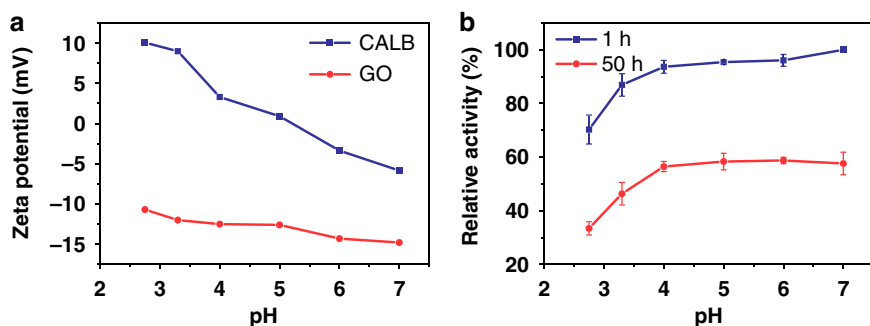 a
CALB
GO
Zeta potential (mV)
10
5
0
−5
−10
−15
2 3 4 5 6 7
pH
b
1 h
50 h
Relative activity (%)
100
80
60
40
20
2 3 4 5 6 7
pH